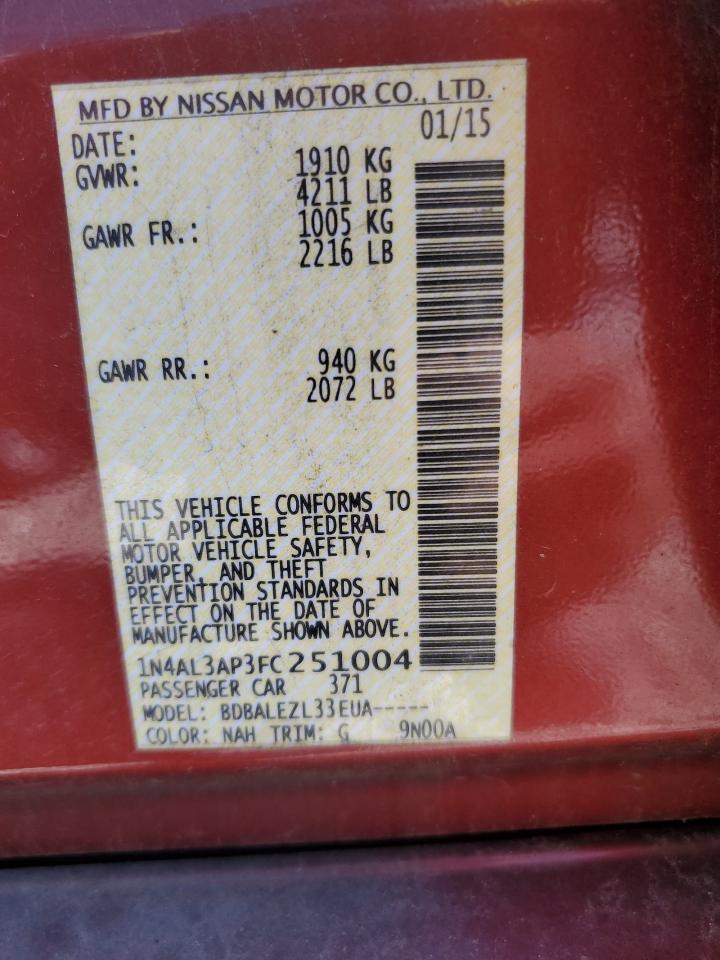 MFD BY NISSAN MOTOR CO., LTD.
DATE: 01/15
GVWR: 1910 KG
4211 LB
GAWR FR.: 1005 KG
2216 LB
GAWR RR.: 940 KG
2072 LB
THIS VEHICLE CONFORMS TO
ALL APPLICABLE FEDERAL
MOTOR VEHICLE SAFETY,
BUMPER, AND THEFT
PREVENTION STANDARDS IN
EFFECT ON THE DATE OF
MANUFACTURE SHOWN ABOVE.
1N4AL3AP3FC251004
PASSENGER CAR 371
MODEL: BDBALEZL33EUA-----
COLOR: NAH TRIM: G 9N00A